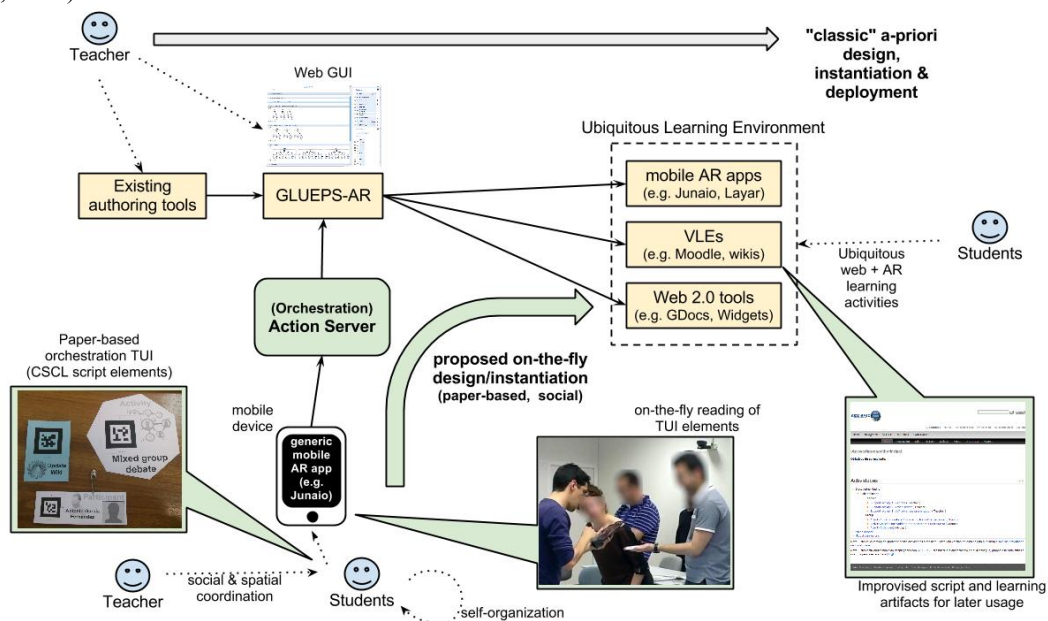 Teacher
"classic" a-priori
design,
instantiation &
deployment
Web GUI
Ubiquitous Learning Environment
Existing
authoring tools
GLUEPS-AR
mobile AR apps
(e.g. Junaio, Layar)
VLEs
(e.g. Moodle, wikis)
Web 2.0 tools
(e.g. GDocs, Widgets)
Students
Ubiquitous
web + AR
learning
activities
(Orchestration)
Action Server
Paper-based
orchestration TUI
(CSCL script elements)
proposed on-the-fly
design/instantiation
(paper-based, social)
mobile
device
generic
mobile
AR app
(e.g.
Junaio)
on-the-fly reading of
TUI elements
Activity
Mixed group
debate
Update
Wiki
Participant
Improvised script and learning
artifacts for later usage
Teacher
social & spatial
coordination
Students
self-organization